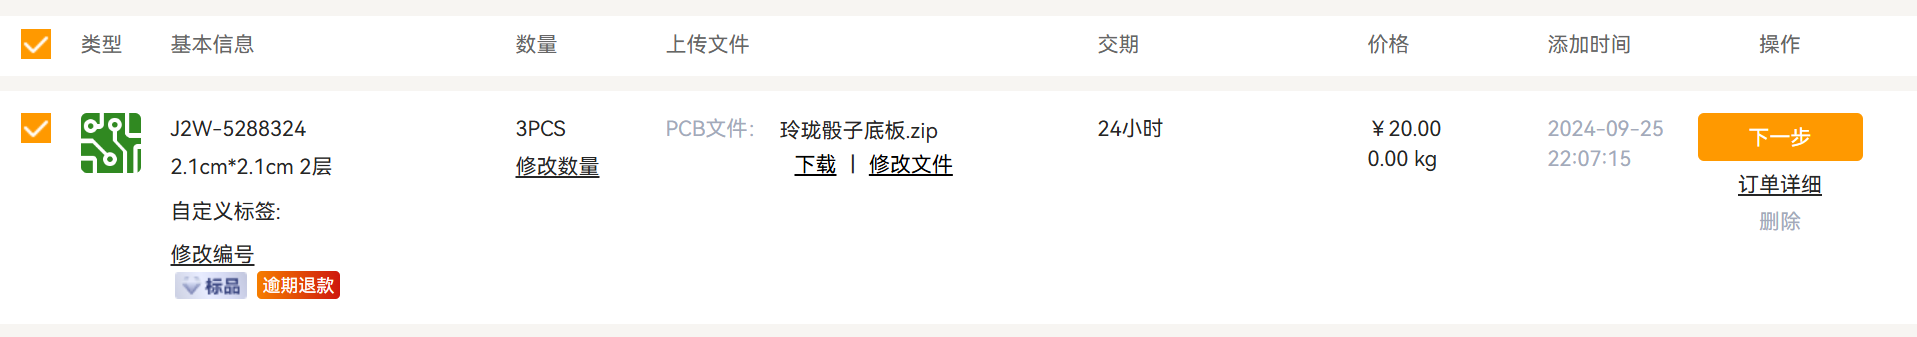 类型 基本信息 数量 上传文件 交期 价格 添加时间 操作
J2W-5288324 3PCS PCB文件: 玲珑骰子底板.zip 24小时 ￥20.00 2024-09-25 下一步
2.1cm*2.1cm 2层 修改数量 下载 | 修改文件 0.00 kg 22:07:15
订单详细
自定义标签: 删除
修改编号
标品 逾期退款